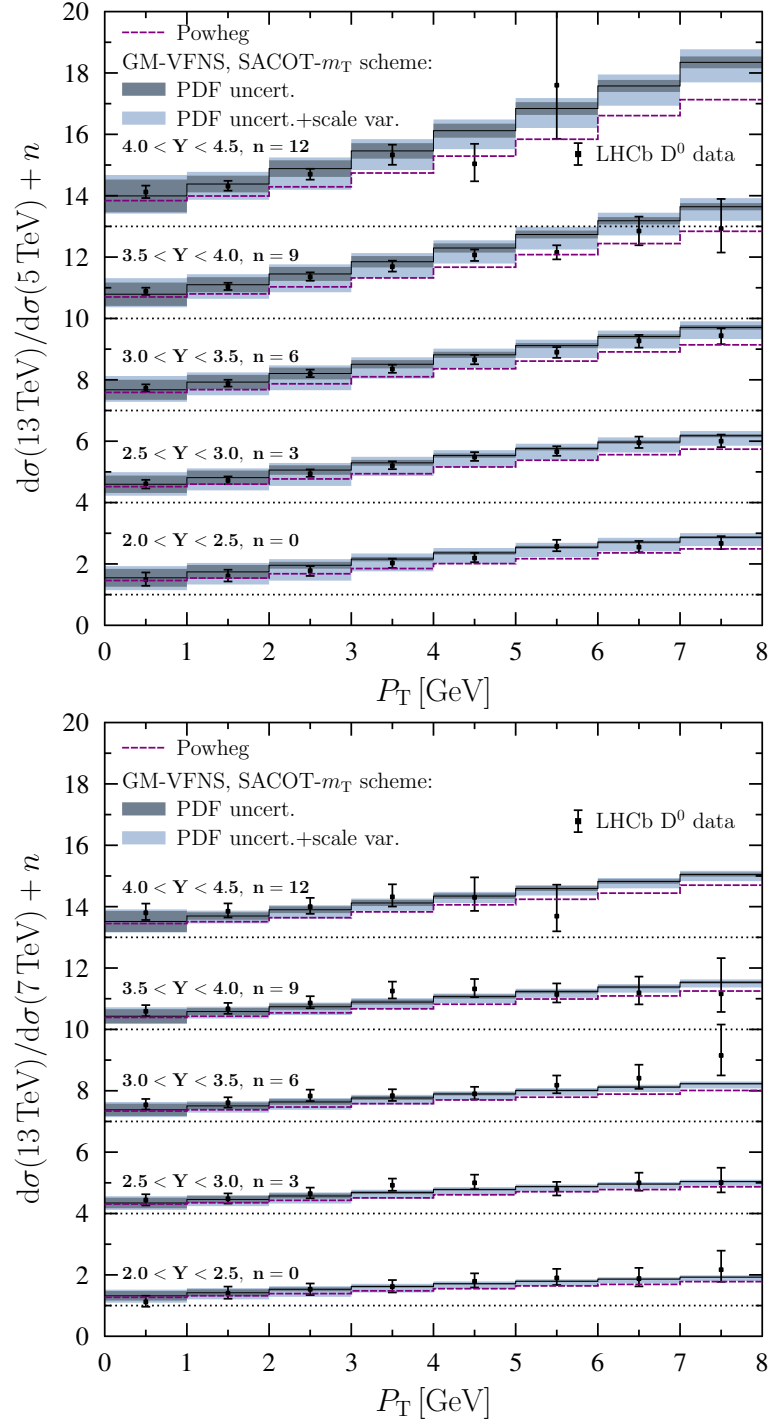 dσ(13 TeV)/dσ(5 TeV) + n
20
18
16
14
12
10
8
6
4
2
0
Powheg
GM-VFNS, SACOT-m_T scheme:
PDF uncert.
PDF uncert.+scale var.
4.0 < Y < 4.5, n = 12
LHCb D⁰ data
3.5 < Y < 4.0, n = 9
3.0 < Y < 3.5, n = 6
2.5 < Y < 3.0, n = 3
2.0 < Y < 2.5, n = 0
0 1 2 3 4 5 6 7 8
P_T [GeV]
dσ(13 TeV)/dσ(7 TeV) + n
20
18
16
14
12
10
8
6
4
2
0
Powheg
GM-VFNS, SACOT-m_T scheme:
PDF uncert.
PDF uncert.+scale var.
LHCb D⁰ data
4.0 < Y < 4.5, n = 12
3.5 < Y < 4.0, n = 9
3.0 < Y < 3.5, n = 6
2.5 < Y < 3.0, n = 3
2.0 < Y < 2.5, n = 0
0 1 2 3 4 5 6 7 8
P_T [GeV]